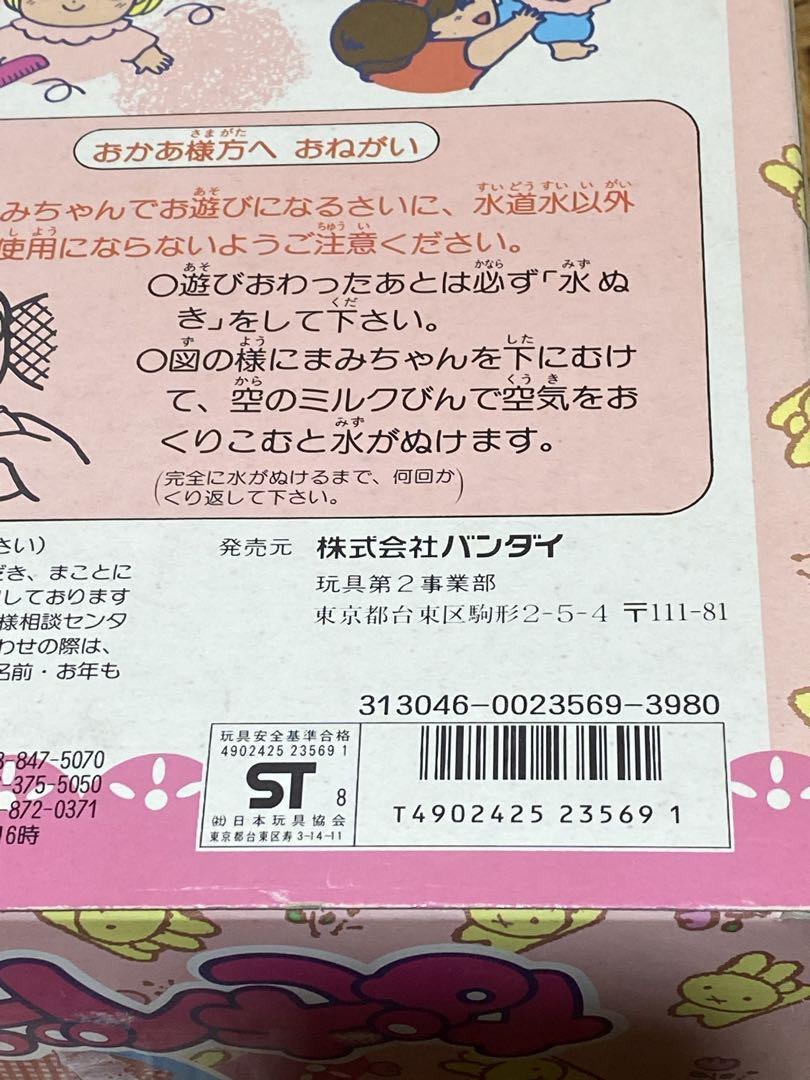 おかあ様方へ おねがい
みちゃんでお遊びになるさいに、水道水以外
使用にならないようご注意ください。
○遊びおわったあとは必ず「水ぬ
き」をして下さい。
○図の様にまみちゃんを下にむけ
て、空のミルクびんで空気をお
くりこむと水がぬけます。
(完全に水がぬけるまで、何回か
くり返して下さい。)
さい)
だき、まことに
しております
様相談センタ
わせの際は、
名前・お年も
発売元 株式会社バンダイ
玩具第2事業部
東京都台東区駒形2-5-4 〒111-81
313046-0023569-3980
-847-5070
-375-5050
-872-0371
16時
玩具安全基準合格
4902425 23569 1
ST 8
㈳日本玩具協会
東京都台東区寿3-14-11
T4902425 23569 1